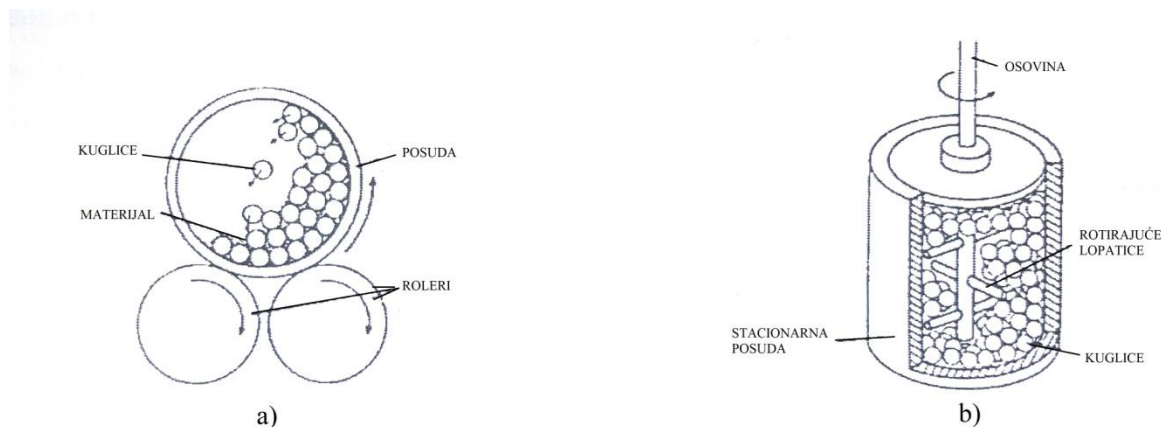 KUGLICE
MATERIJAL
POSUDA
ROLERI
a)
OSOVINA
ROTIRAJUĆE
LOPATICE
STACIONARNA
POSUDA
KUGLICE
b)